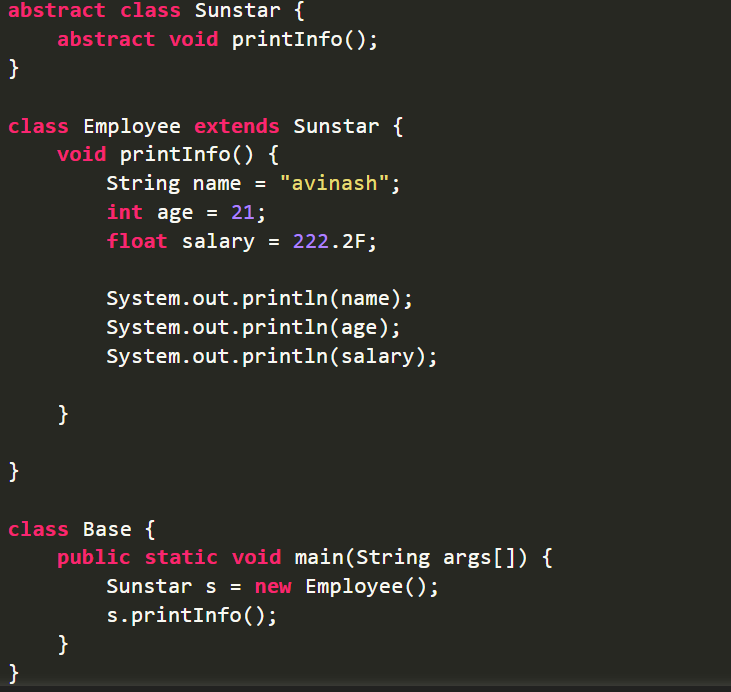 abstract class Sunstar {
    abstract void printInfo();
}

class Employee extends Sunstar {
    void printInfo() {
        String name = "avinash";
        int age = 21;
        float salary = 222.2F;

        System.out.println(name);
        System.out.println(age);
        System.out.println(salary);

    }

}

class Base {
    public static void main(String args[]) {
        Sunstar s = new Employee();
        s.printInfo();
    }
}